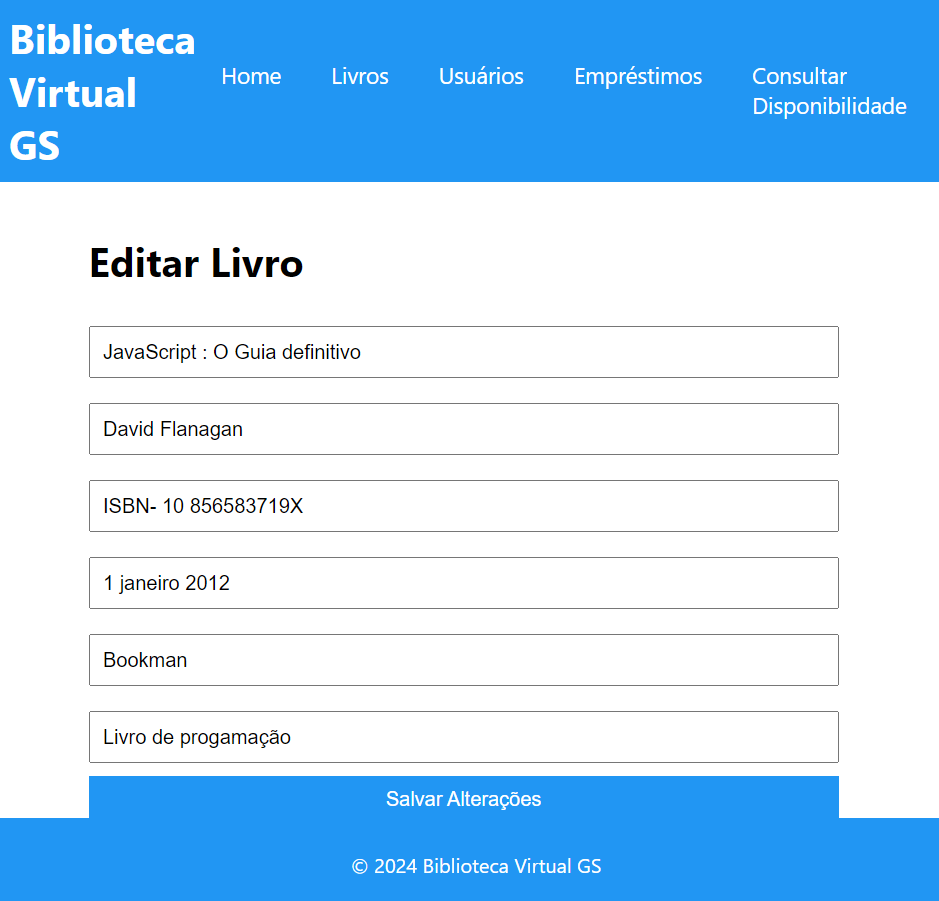 Biblioteca
Virtual
GS
Home
Livros
Usuários
Empréstimos
Consultar
Disponibilidade
Editar Livro
JavaScript : O Guia definitivo
David Flanagan
ISBN- 10 856583719X
1 janeiro 2012
Bookman
Livro de progamação
Salvar Alterações
© 2024 Biblioteca Virtual GS